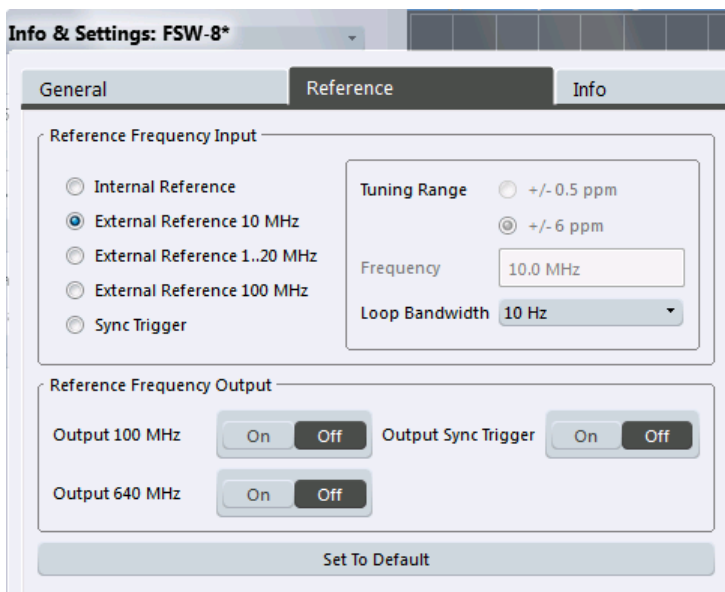 Info & Settings: FSW-8*
General Reference Info
Reference Frequency Input
Internal Reference
External Reference 10 MHz
External Reference 1..20 MHz
External Reference 100 MHz
Sync Trigger
Tuning Range +/- 0.5 ppm
+/- 6 ppm
Frequency 10.0 MHz
Loop Bandwidth 10 Hz
Reference Frequency Output
Output 100 MHz On Off Output Sync Trigger On Off
Output 640 MHz On Off
Set To Default